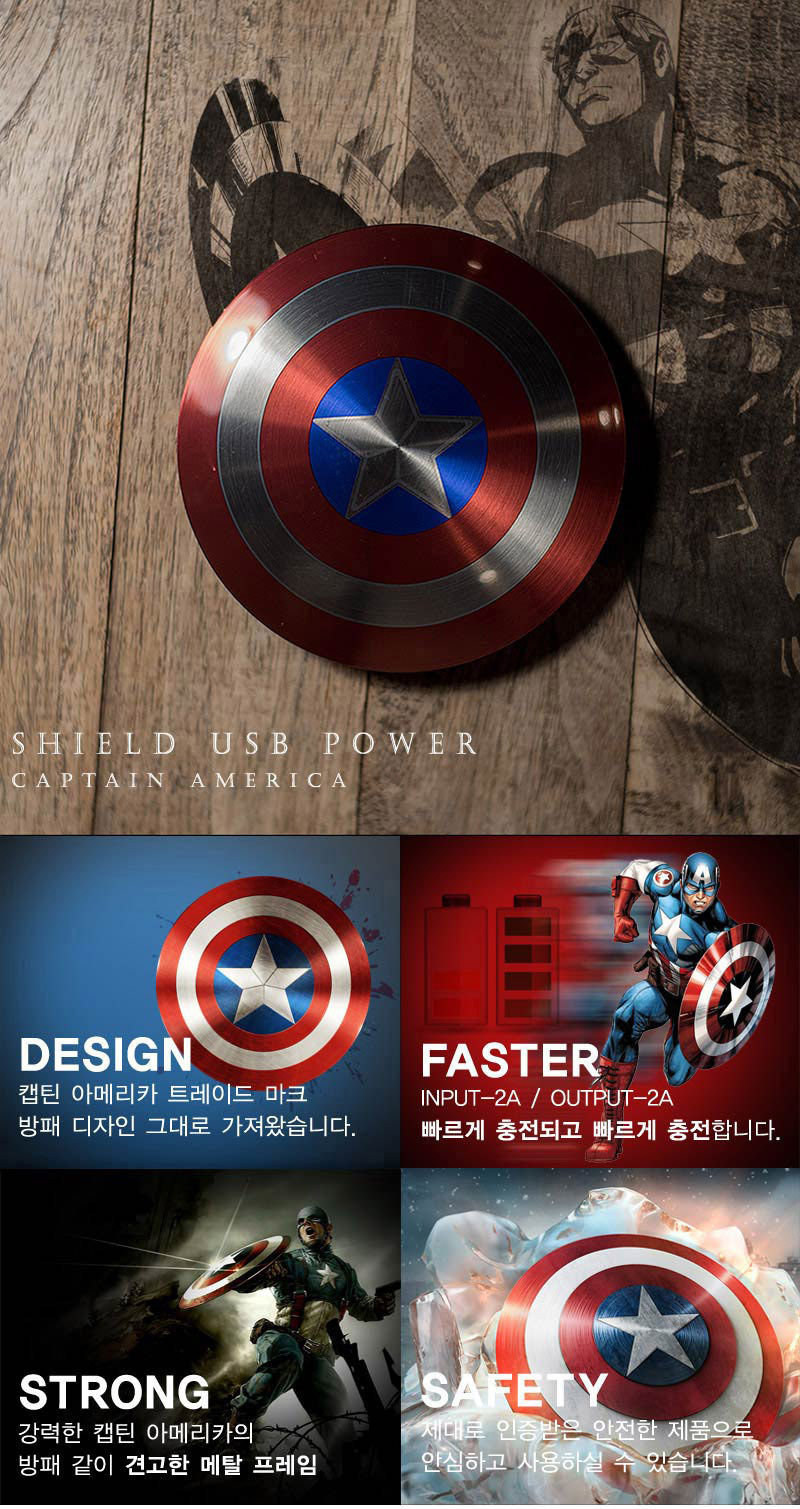 SHIELD USB POWER
CAPTAIN AMERICA
DESIGN
캡틴 아메리카 트레이드 마크
방패 디자인 그대로 가져왔습니다.
FASTER
INPUT-2A / OUTPUT-2A
빠르게 충전되고 빠르게 충전합니다.
STRONG
강력한 캡틴 아메리카의
방패 같이 견고한 메탈 프레임
SAFETY
제대로 인증받은 안전한 제품으로
안심하고 사용하실 수 있습니다.